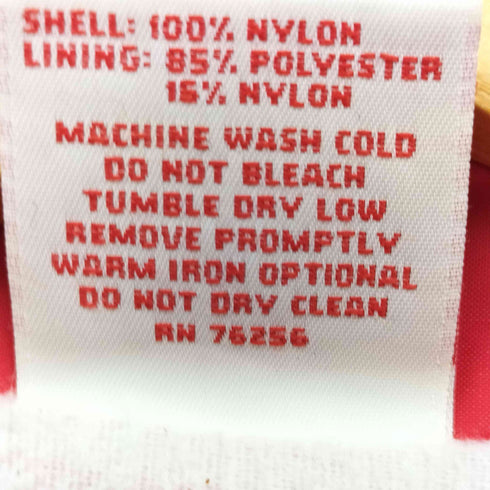 SHELL: 100% NYLON
LINING: 85% POLYESTER
15% NYLON
MACHINE WASH COLD
DO NOT BLEACH
TUMBLE DRY LOW
REMOVE PROMPTLY
WARM IRON OPTIONAL
DO NOT DRY CLEAN
RN 76256